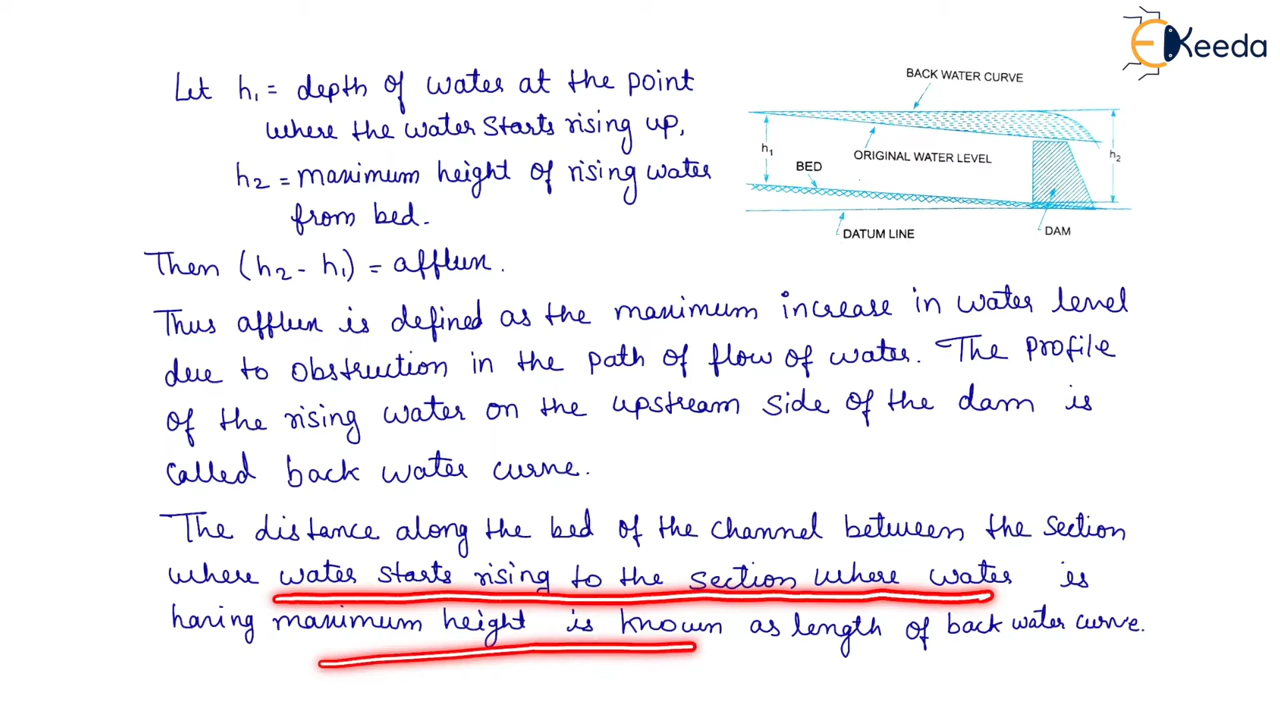 EKeeda
Let h₁ = depth of water at the point
where the water starts rising up,
h₂ = maximum height of rising water
from bed.
Then (h₂ - h₁) = afflux.
BACK WATER CURVE
h₁
ORIGINAL WATER LEVEL
h₂
BED
DATUM LINE
DAM
Thus afflux is defined as the maximum increase in water level
due to obstruction in the path of flow of water. The profile
of the rising water on the upstream side of the dam is
called back water curve.
The distance along the bed of the channel between the section
where water starts rising to the section where water is
having maximum height is known as length of back water curve.